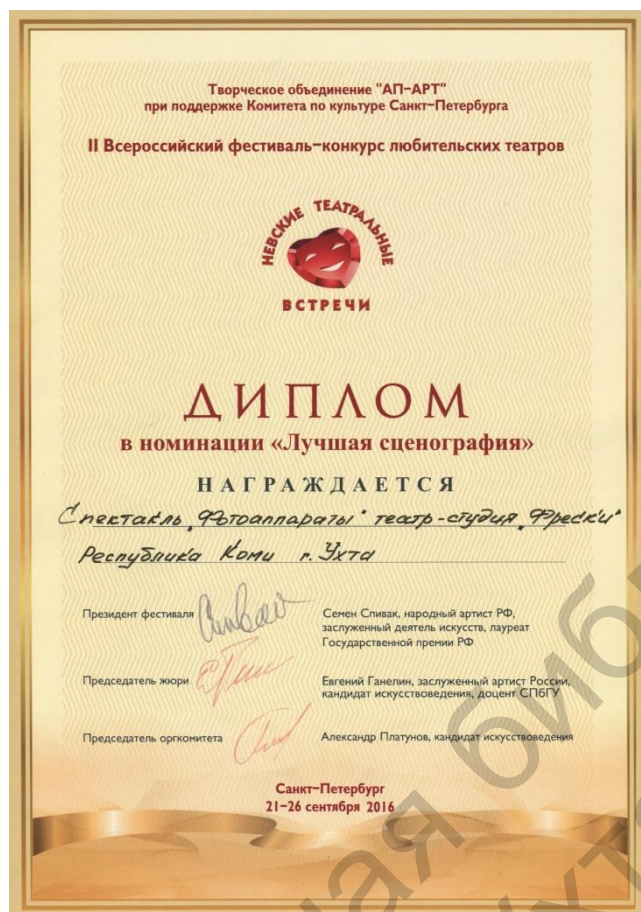 Творческое объединение "АП-АРТ"
при поддержке Комитета по культуре Санкт-Петербурга
II Всероссийский фестиваль-конкурс любительских театров
НЕВСКИЕ ТЕАТРАЛЬНЫЕ
ВСТРЕЧИ
ДИПЛОМ
в номинации «Лучшая сценография»
НАГРАЖДАЕТСЯ
Спектакль „Фотоаппараты" театр-студия „Фрески"
Республика Коми г. Ухта
Президент фестиваля
Семен Спивак, народный артист РФ,
заслуженный деятель искусств, лауреат
Государственной премии РФ
Председатель жюри
Евгений Ганелин, заслуженный артист России,
кандидат искусствоведения, доцент СПбГУ
Председатель оргкомитета
Александр Платунов, кандидат искусствоведения
Санкт-Петербург
21-26 сентября 2016